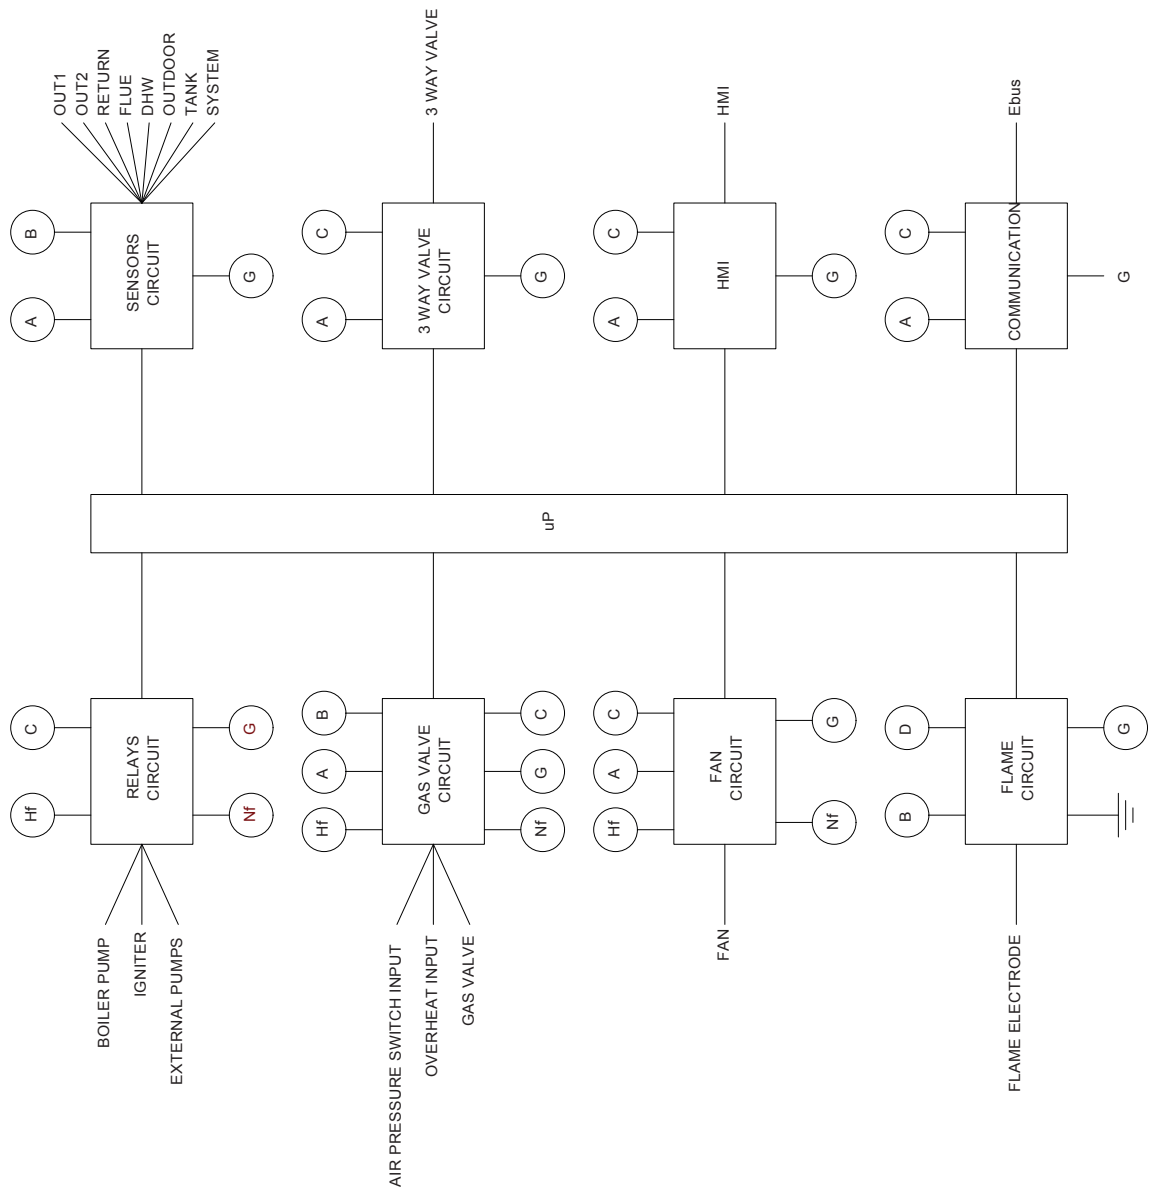 OUT1
OUT2
RETURN
FLUE
DHW
OUTDOOR
TANK
SYSTEM
B
A
SENSORS
CIRCUIT
G
3 WAY VALVE
C
A
3 WAY VALVE
CIRCUIT
G
HMI
C
A
HMI
G
Ebus
C
A
COMMUNICATION
G
uP
C
Hf
RELAYS
CIRCUIT
G
Nf
BOILER PUMP
IGNITER
EXTERNAL PUMPS
B
A
Hf
GAS VALVE
CIRCUIT
C
G
Nf
AIR PRESSURE SWITCH INPUT
OVERHEAT INPUT
GAS VALVE
C
A
Hf
FAN
CIRCUIT
G
Nf
FAN
D
B
FLAME
CIRCUIT
G
FLAME ELECTRODE